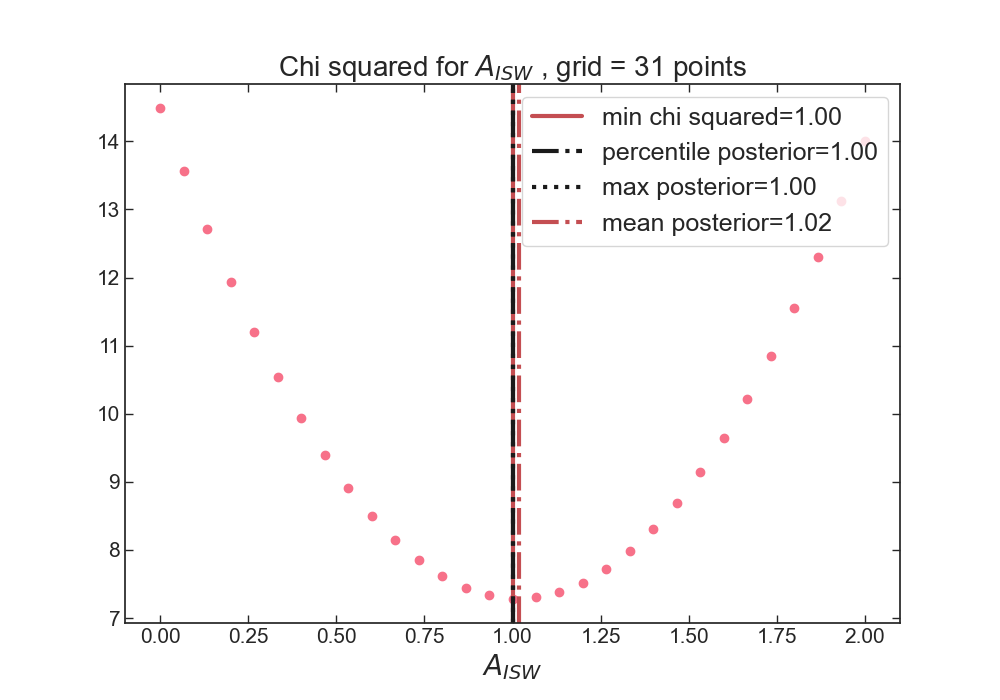 Chi squared for A_ISW , grid = 31 points
min chi squared=1.00
percentile posterior=1.00
max posterior=1.00
mean posterior=1.02
14
13
12
11
10
9
8
7
0.00 0.25 0.50 0.75 1.00 1.25 1.50 1.75 2.00
A_ISW